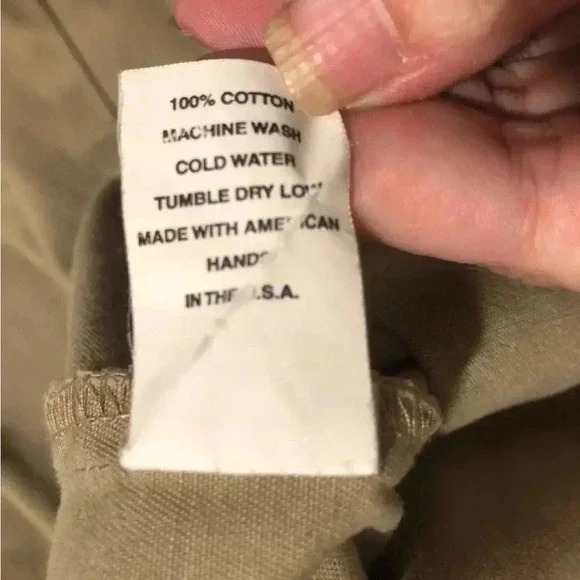 100% COTTON
MACHINE WASH
COLD WATER
TUMBLE DRY LOW
MADE WITH AMERICAN
HANDS
IN THE U.S.A.